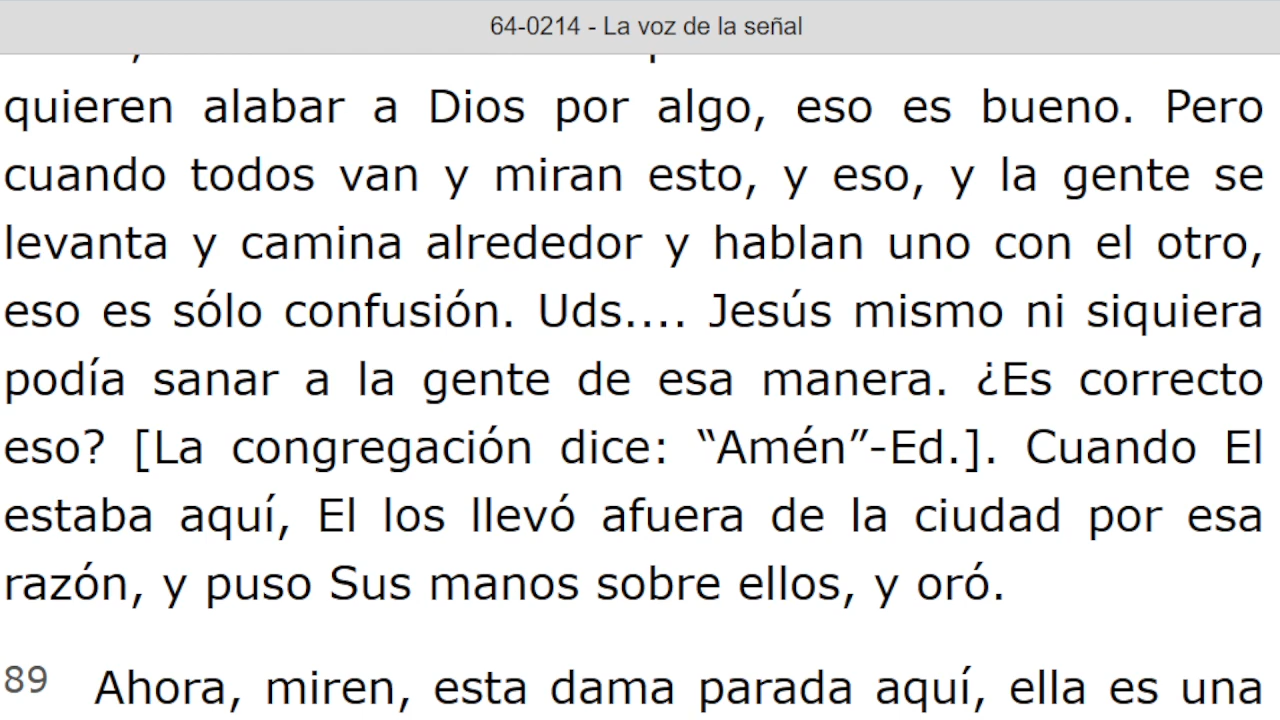 64-0214 - La voz de la señal
quieren alabar a Dios por algo, eso es bueno. Pero
cuando todos van y miran esto, y eso, y la gente se
levanta y camina alrededor y hablan uno con el otro,
eso es sólo confusión. Uds.... Jesús mismo ni siquiera
podía sanar a la gente de esa manera. ¿Es correcto
eso? [La congregación dice: “Amén”-Ed.]. Cuando El
estaba aquí, El los llevó afuera de la ciudad por esa
razón, y puso Sus manos sobre ellos, y oró.
89 Ahora, miren, esta dama parada aquí, ella es una